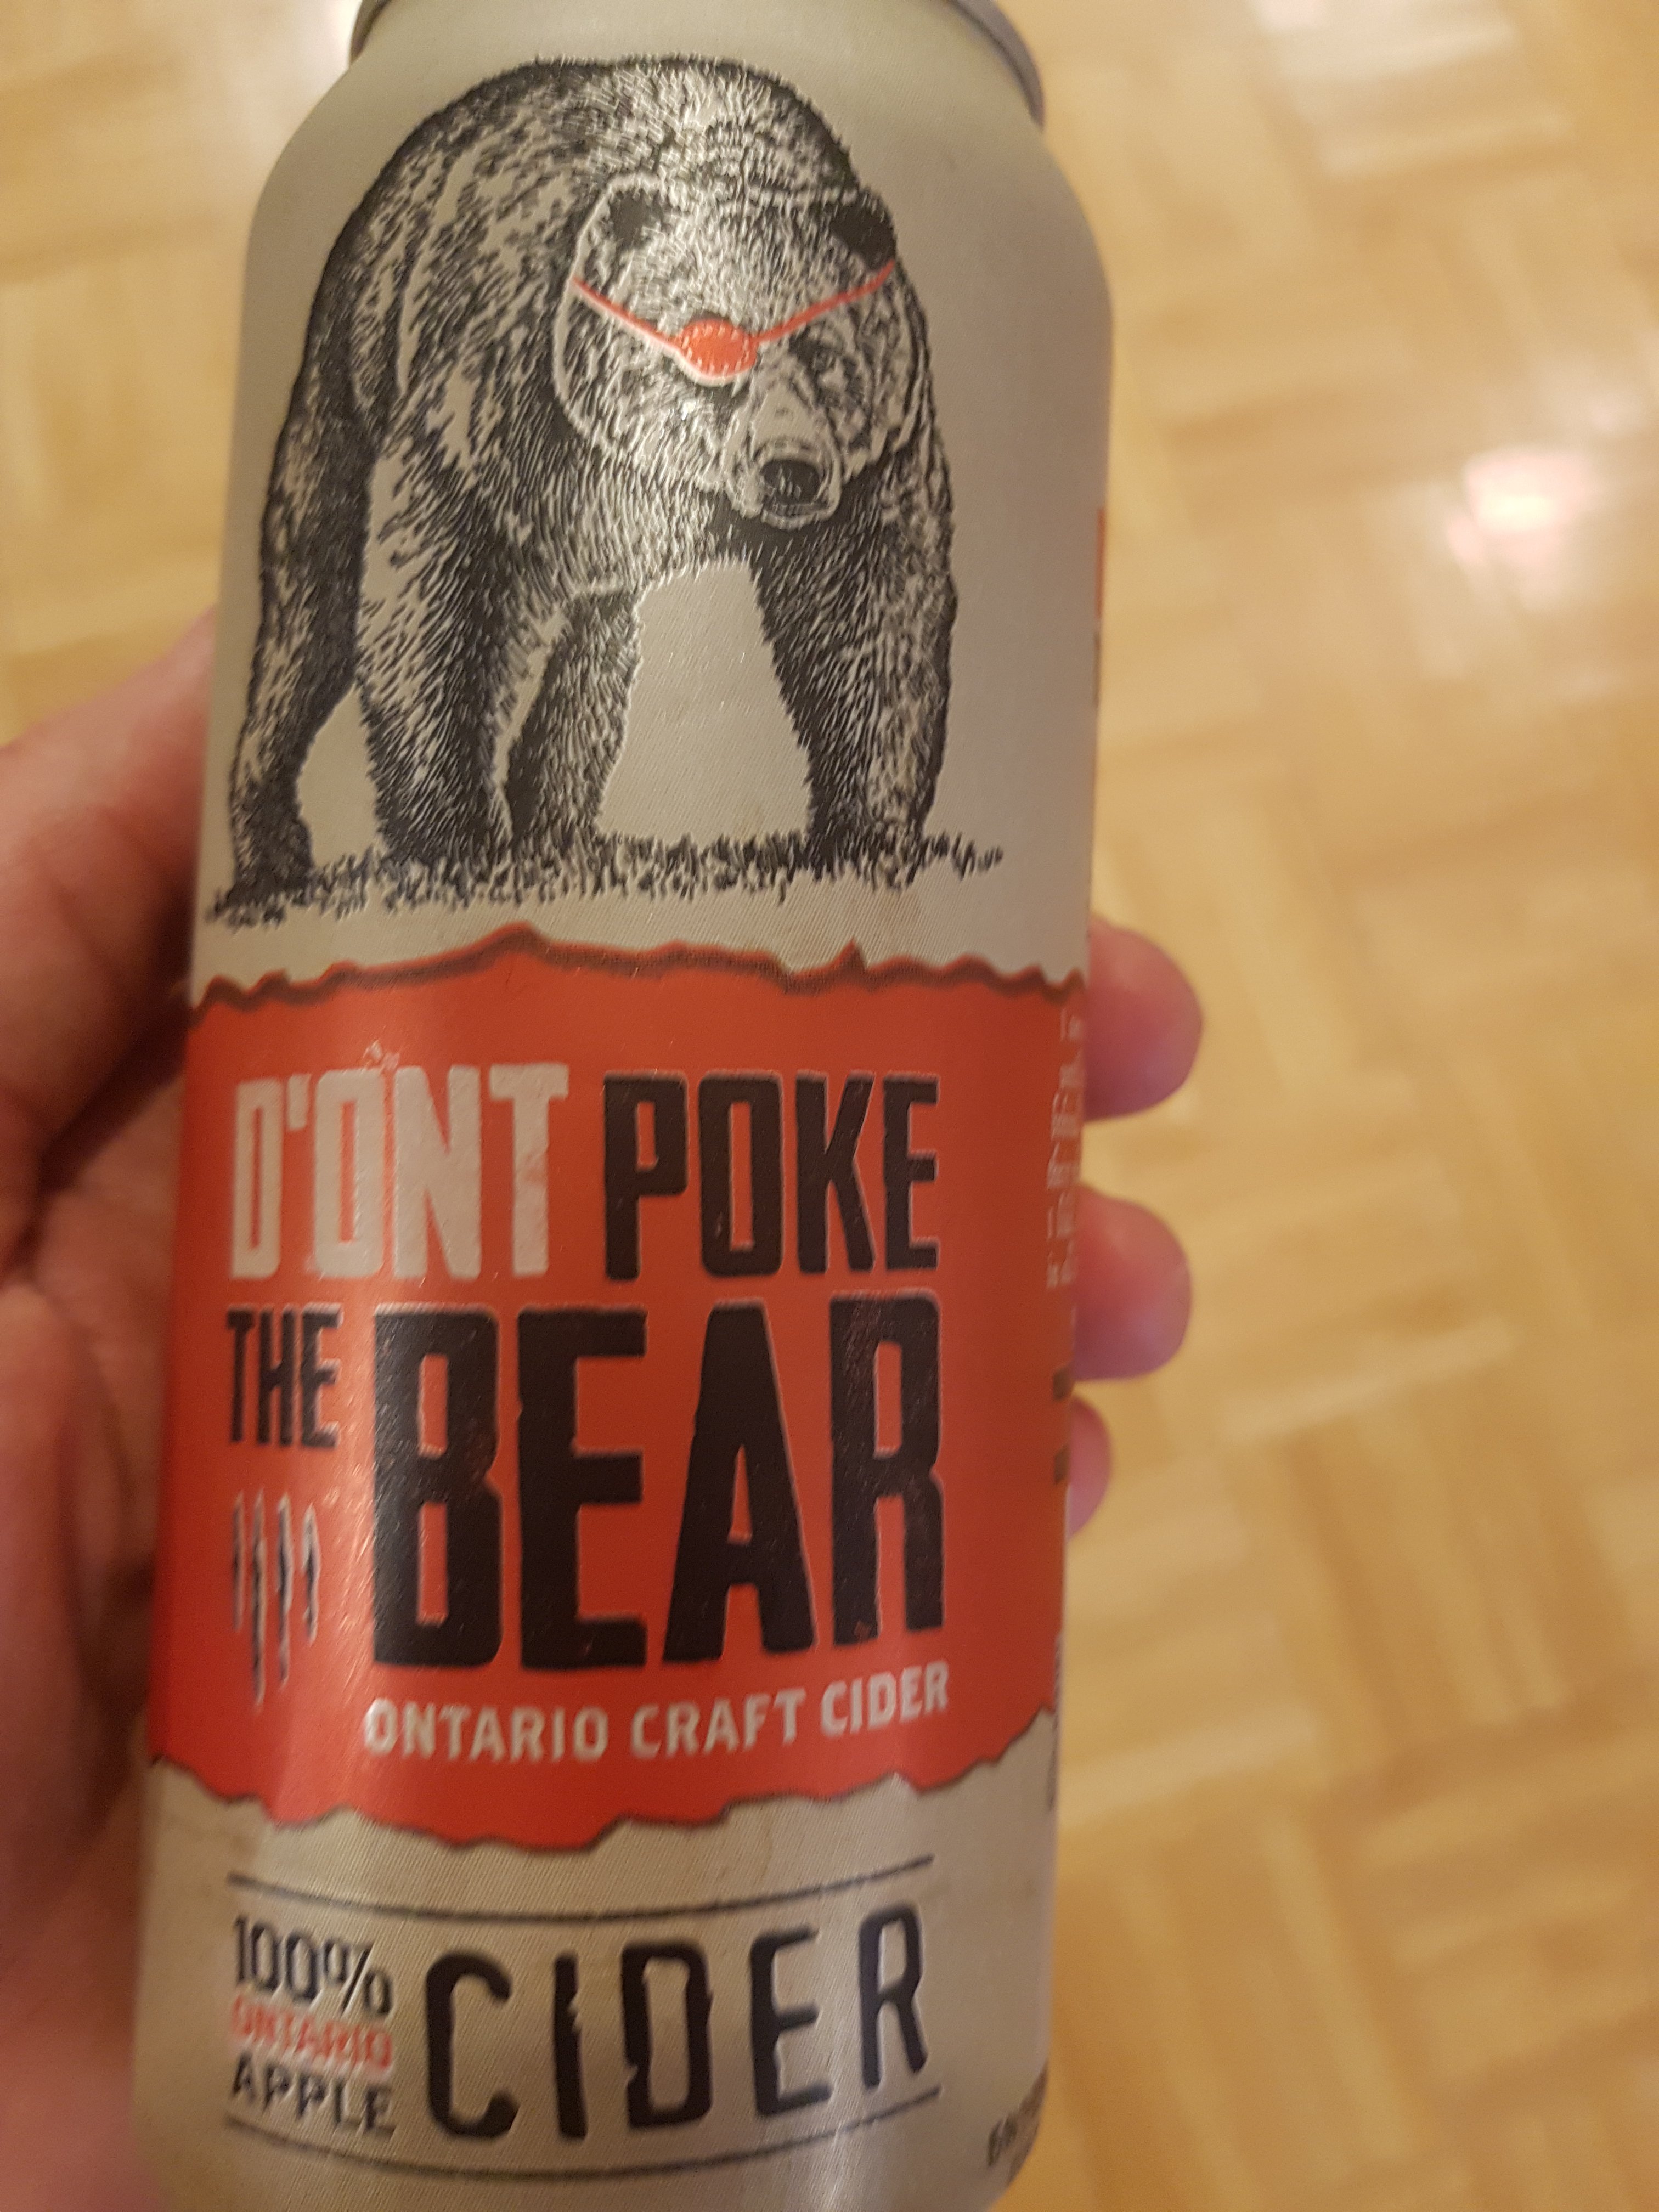 D'ONT POKE
THE BEAR
ONTARIO CRAFT CIDER
100%
ONTARIO
APPLE
CIDER